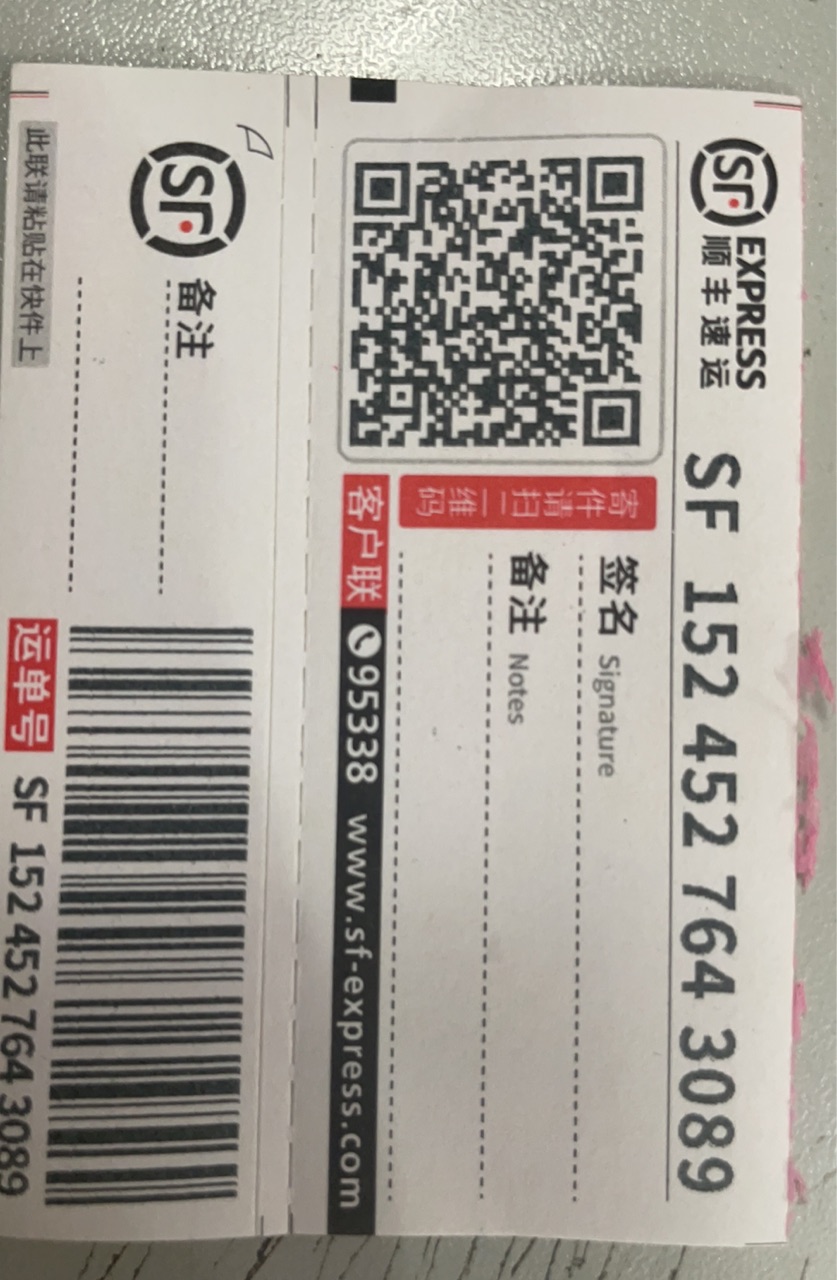 SF EXPRESS
顺丰速运
SF 152 452 764 3089
寄件请扫二维码
签名 Signature
备注 Notes
客户联 95338 www.sf-express.com
SF
备注
此联请粘贴在快件上
运单号 SF 152 452 764 3089